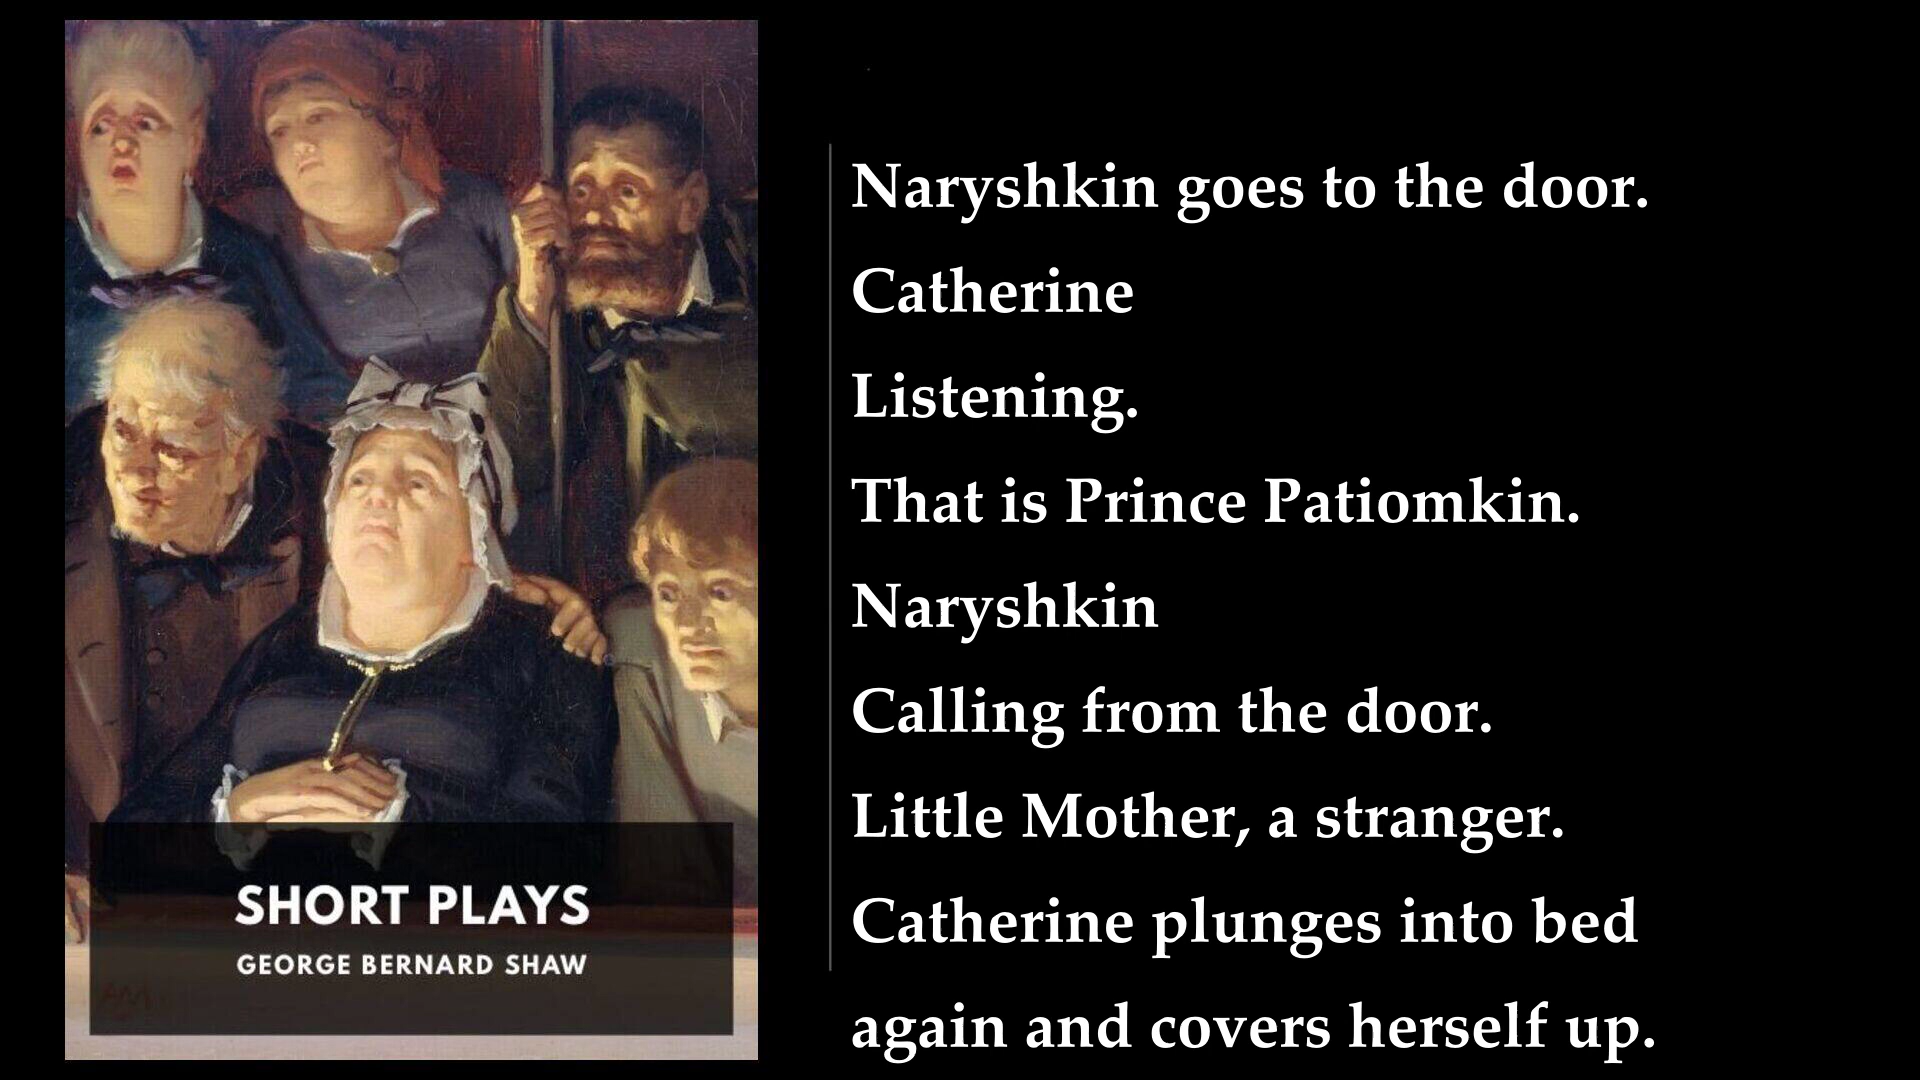 Naryshkin goes to the door.
Catherine
Listening.
That is Prince Patiomkin.
Naryshkin
Calling from the door.
Little Mother, a stranger.
Catherine plunges into bed
again and covers herself up.
SHORT PLAYS
GEORGE BERNARD SHAW